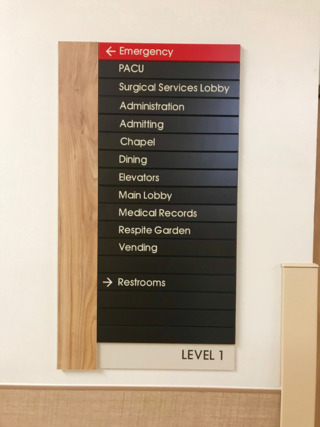 ← Emergency
PACU
Surgical Services Lobby
Administration
Admitting
Chapel
Dining
Elevators
Main Lobby
Medical Records
Respite Garden
Vending
→ Restrooms
LEVEL 1